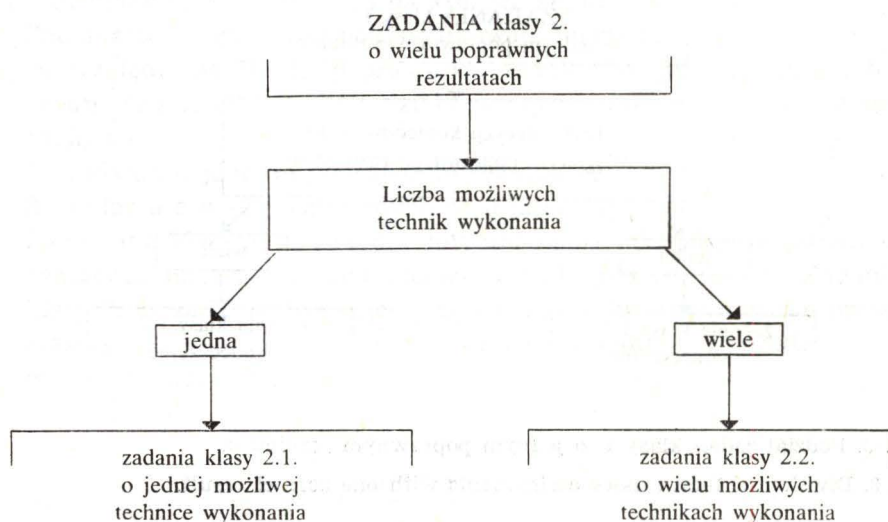 ZADANIA klasy 2.
o wielu poprawnych
rezultatach
Liczba możliwych
technik wykonania
jedna
wiele
zadania klasy 2.1.
o jednej możliwej
technice wykonania
zadania klasy 2.2.
o wielu możliwych
technikach wykonania